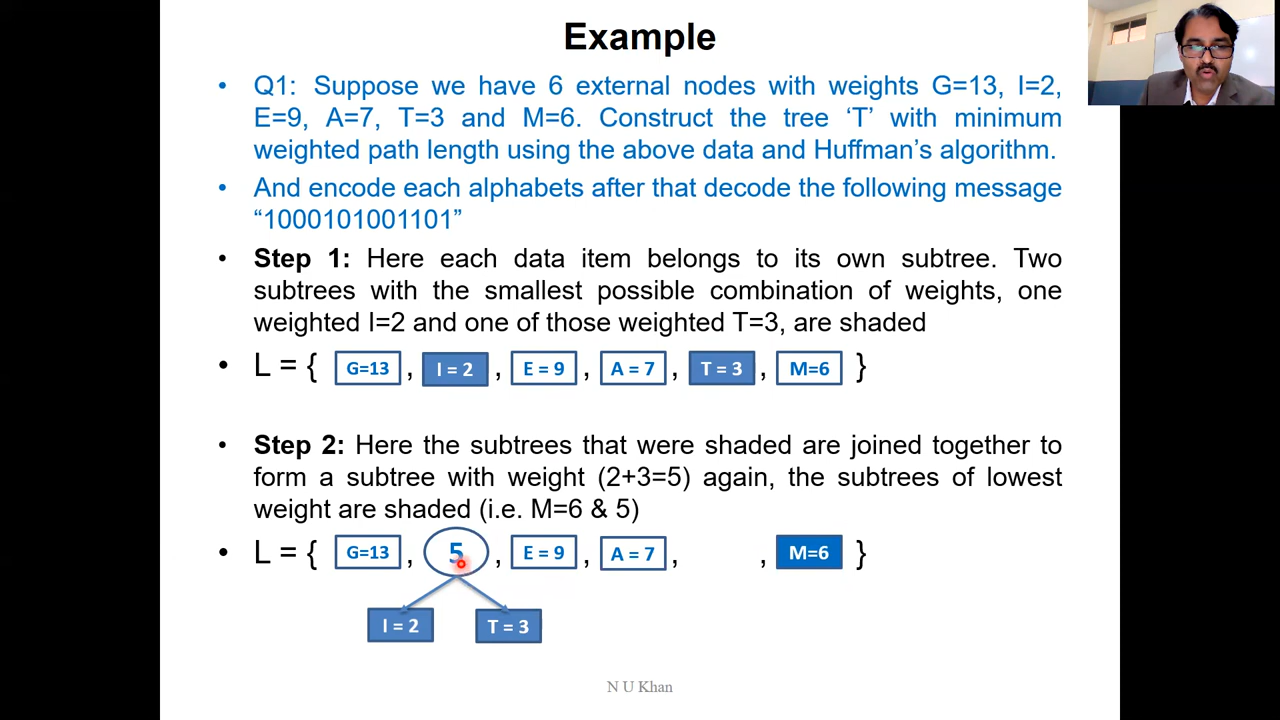 Example
• Q1: Suppose we have 6 external nodes with weights G=13, I=2,
E=9, A=7, T=3 and M=6. Construct the tree ‘T’ with minimum
weighted path length using the above data and Huffman’s algorithm.
• And encode each alphabets after that decode the following message
“1000101001101”
• Step 1: Here each data item belongs to its own subtree. Two
subtrees with the smallest possible combination of weights, one
weighted I=2 and one of those weighted T=3, are shaded
• L = { G=13 , I = 2 , E = 9 , A = 7 , T = 3 , M=6 }
• Step 2: Here the subtrees that were shaded are joined together to
form a subtree with weight (2+3=5) again, the subtrees of lowest
weight are shaded (i.e. M=6 & 5)
• L = { G=13 , 5 , E = 9 , A = 7 , , M=6 }
I = 2 T = 3
N U Khan